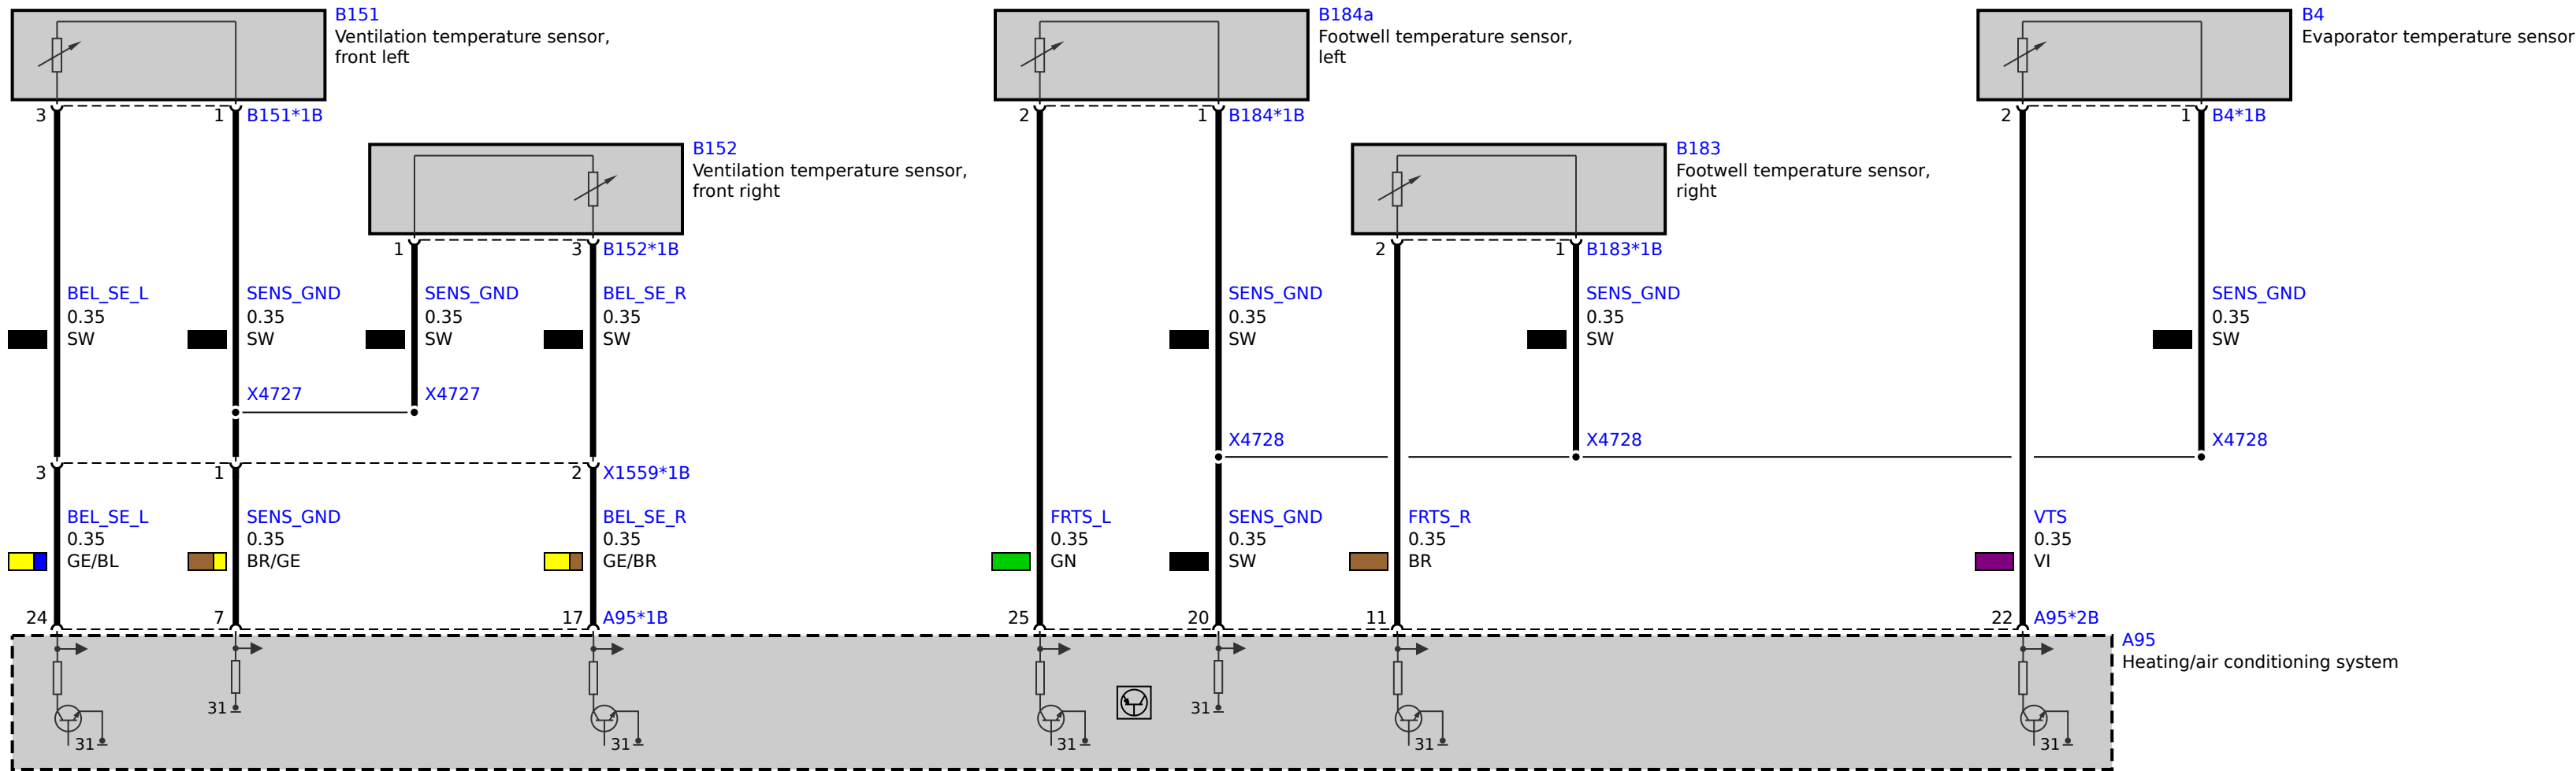 B151
Ventilation temperature sensor,
front left
B184a
Footwell temperature sensor,
left
B4
Evaporator temperature sensor
3
1
B151*1B
2
1
B184*1B
2
1
B4*1B
B152
Ventilation temperature sensor,
front right
B183
Footwell temperature sensor,
right
1
3
B152*1B
2
1
B183*1B
BEL_SE_L
0.35
SW
SENS_GND
0.35
SW
SENS_GND
0.35
SW
BEL_SE_R
0.35
SW
SENS_GND
0.35
SW
SENS_GND
0.35
SW
SENS_GND
0.35
SW
X4727
X4727
X4728
X4728
X4728
3
1
2
X1559*1B
BEL_SE_L
0.35
GE/BL
SENS_GND
0.35
BR/GE
BEL_SE_R
0.35
GE/BR
FRTS_L
0.35
GN
SENS_GND
0.35
SW
FRTS_R
0.35
BR
VTS
0.35
VI
24
7
17
A95*1B
25
20
11
22
A95*2B
A95
Heating/air conditioning system
31
31
31
31
31
31
31